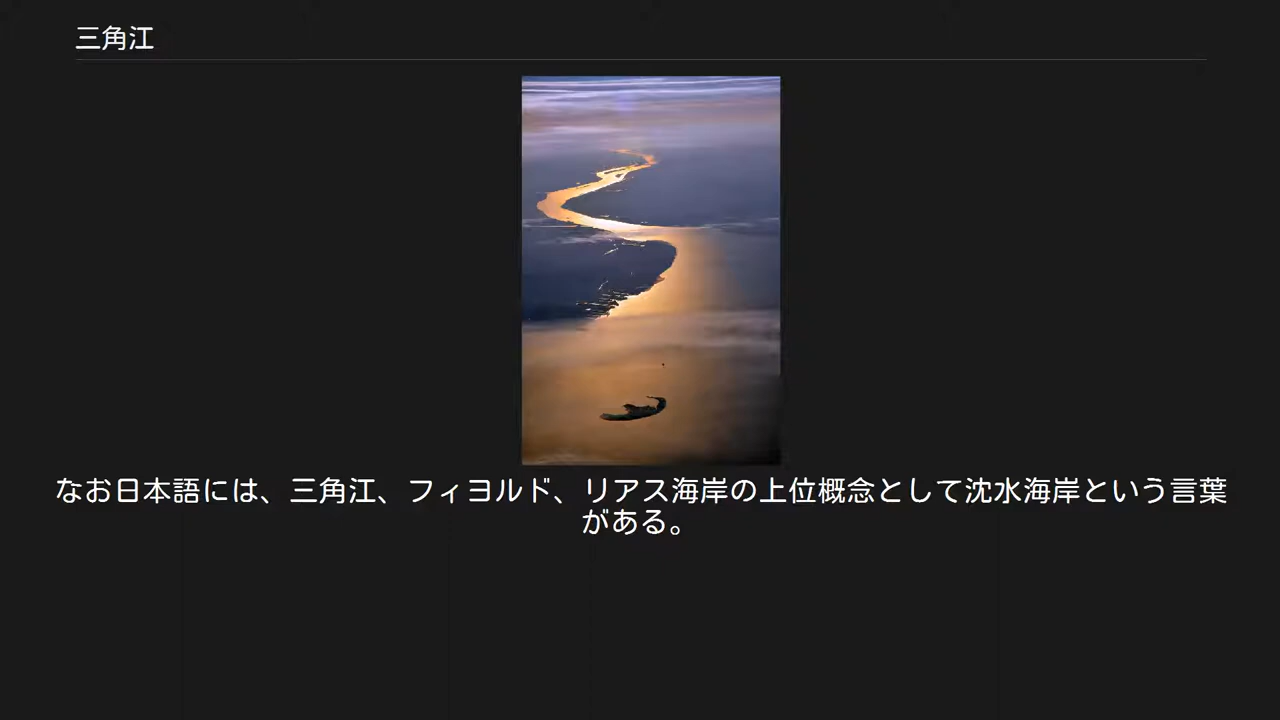 三角江
なお日本語には、三角江、フィヨルド、リアス海岸の上位概念として沈水海岸という言葉
がある。